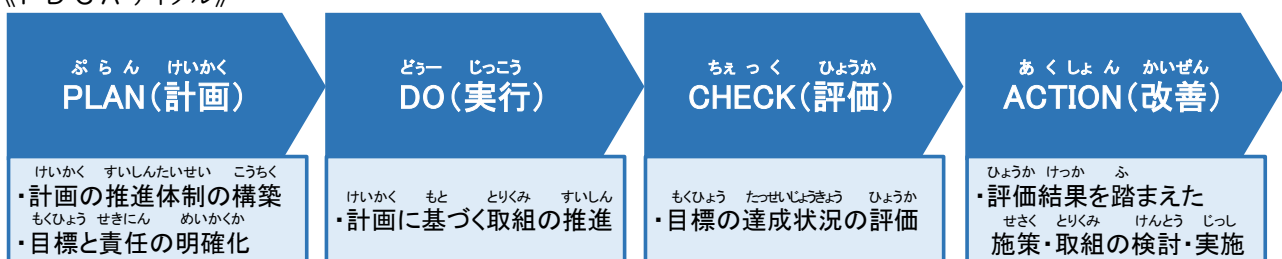 《PDCAサイクル》
ぷらん けいかく
PLAN(計画)
けいかく すいしんたいせい こうちく
・計画の推進体制の構築
もくひょう せきにん めいかくか
・目標と責任の明確化
どぅー じっこう
DO(実行)
けいかく もと とりくみ すいしん
・計画に基づく取組の推進
ちぇっく ひょうか
CHECK(評価)
もくひょう たっせいじょうきょう ひょうか
・目標の達成状況の評価
あくしょん かいぜん
ACTION(改善)
ひょうか けっか ふ
・評価結果を踏まえた
せさく とりくみ けんとう じっし
施策・取組の検討・実施